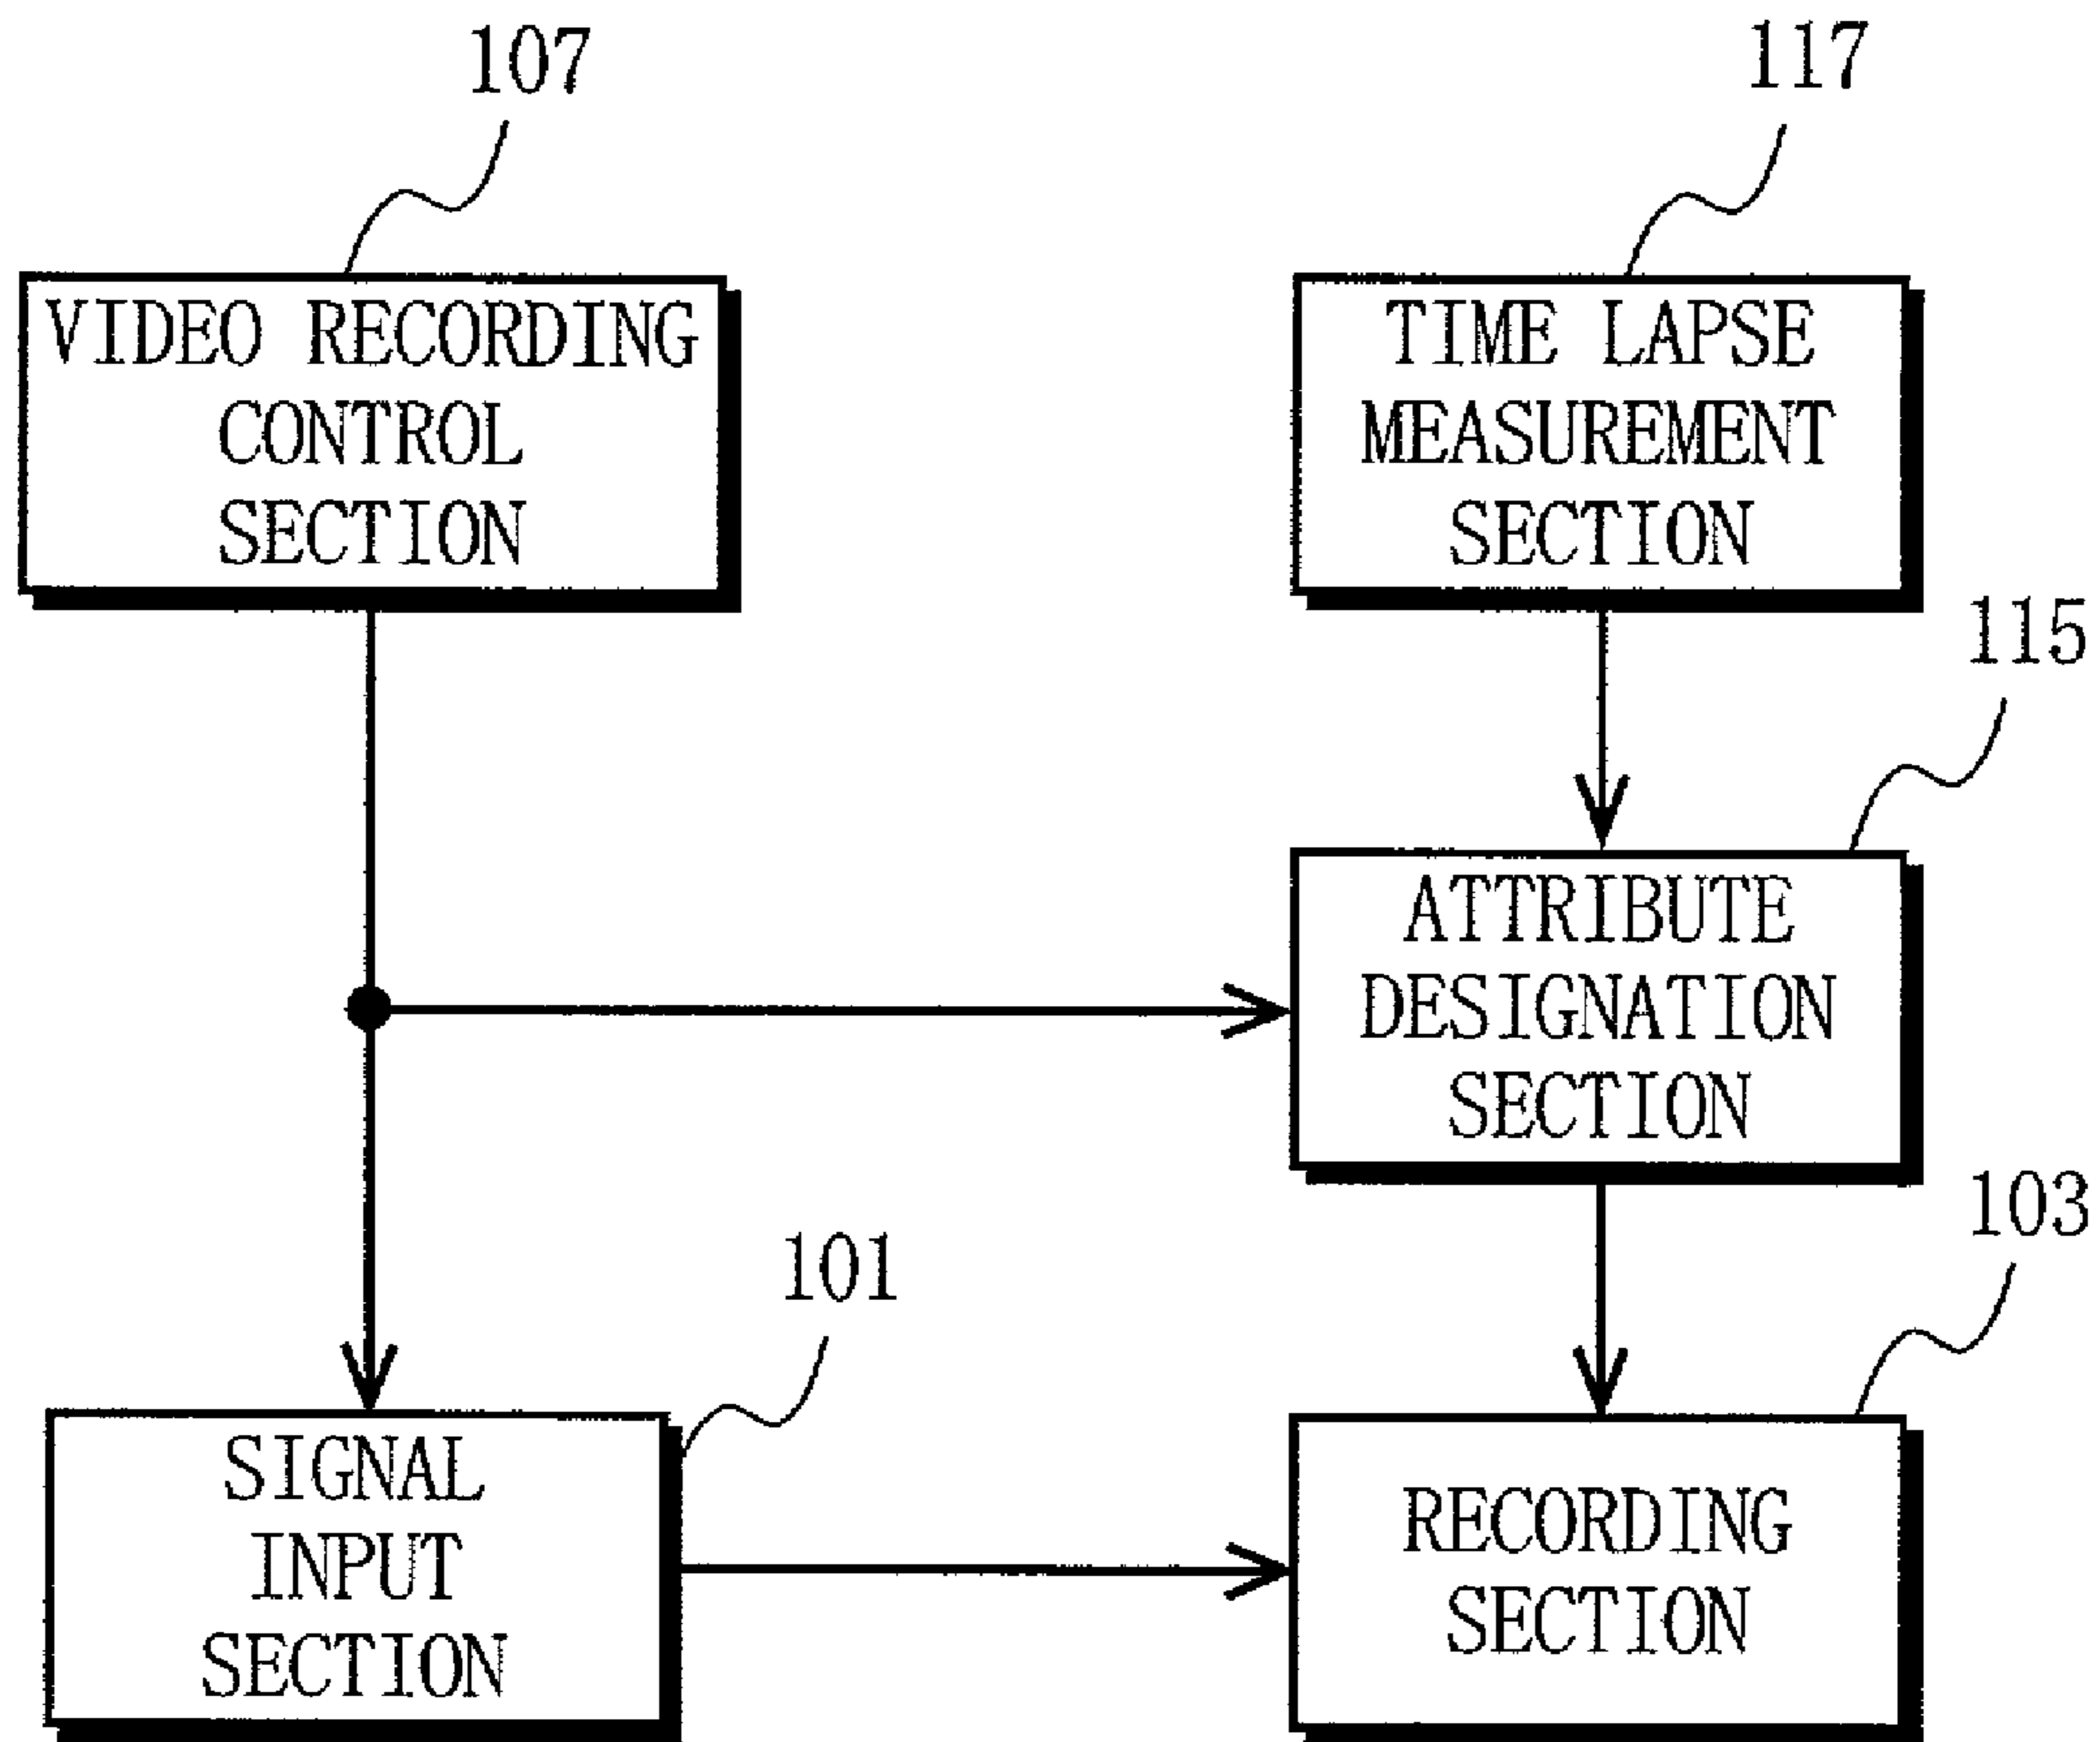 107
117
VIDEO RECORDING
CONTROL
SECTION
TIME LAPSE
MEASUREMENT
SECTION
115
ATTRIBUTE
DESIGNATION
SECTION
103
101
SIGNAL
INPUT
SECTION
RECORDING
SECTION